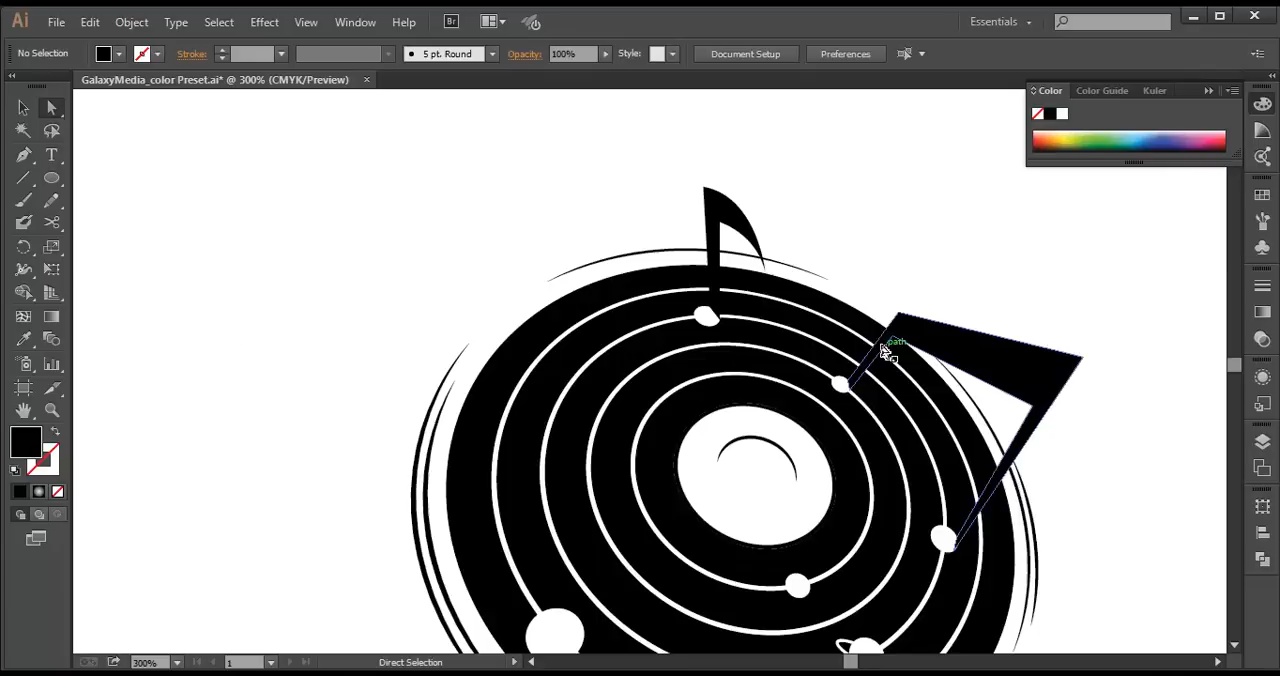 Ai File Edit Object Type Select Effect View Window Help Br Essentials
No Selection Stroke: 5 pt. Round Opacity: 100% Style: Document Setup Preferences
GalaxyMedia_color Preset.ai* @ 300% (CMYK/Preview)
Color Color Guide Kuler
path
300% 1 Direct Selection